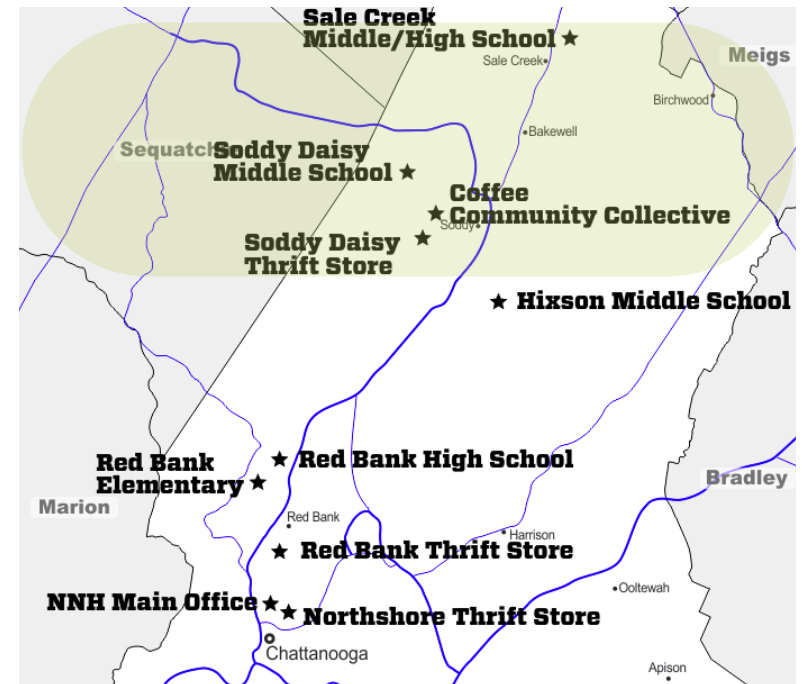 Sale Creek
Middle/High School
Sale Creek
Meigs
Birchwood
Bakewell
Soddy Daisy
Middle School
Coffee
Community Collective
Soddy
Soddy Daisy
Thrift Store
Hixson Middle School
Red Bank
Elementary
Red Bank High School
Bradley
Marion
Red Bank
Harrison
Red Bank Thrift Store
Ooltewah
NNH Main Office
Northshore Thrift Store
Chattanooga
Apison